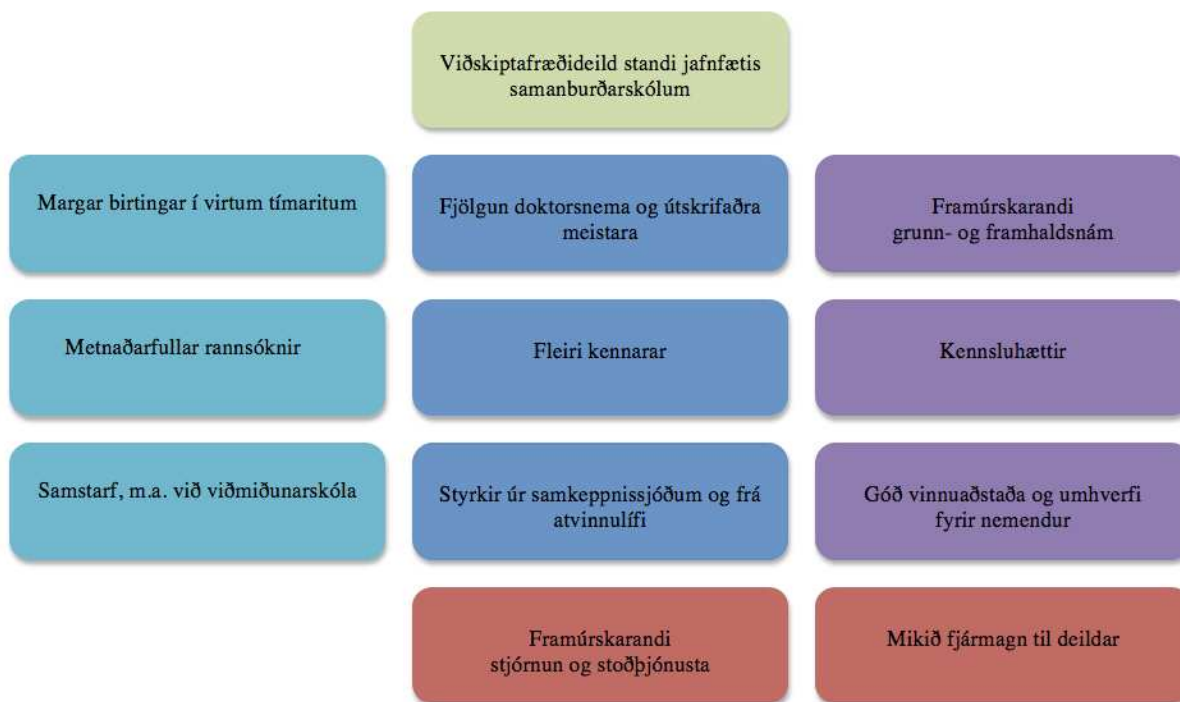 Viðskiptafræðideild standi jafnfætis
samanburðarskólum
Margar birtingar í virtum tímaritum
Fjölgun doktorsnema og útskrifaðra
meistara
Framúrskarandi
grunn- og framhaldsnám
Metnaðarfullar rannsóknir
Fleiri kennarar
Kennsluhættir
Samstarf, m.a. við viðmiðunarskóla
Styrkir úr samkeppnissjóðum og frá
atvinnulífi
Góð vinnuaðstaða og umhverfi
fyrir nemendur
Framúrskarandi
stjórnun og stoðþjónusta
Mikið fjármagn til deildar